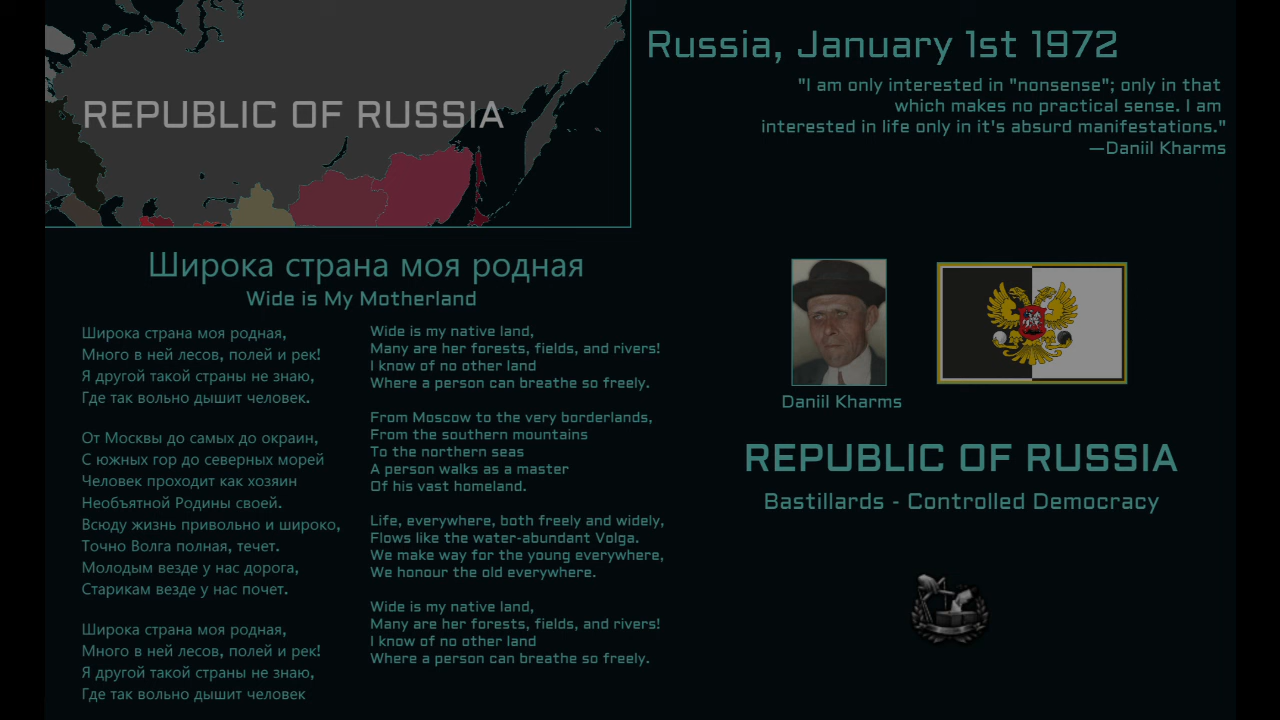 REPUBLIC OF RUSSIA
Russia, January 1st 1972
"I am only interested in "nonsense"; only in that
which makes no practical sense. I am
interested in life only in it's absurd manifestations."
—Daniil Kharms
Широка страна моя родная
Wide is My Motherland
Широка страна моя родная,
Много в ней лесов, полей и рек!
Я другой такой страны не знаю,
Где так вольно дышит человек.
От Москвы до самых до окраин,
С южных гор до северных морей
Человек проходит как хозяин
Необъятной Родины своей.
Всюду жизнь привольно и широко,
Точно Волга полная, течет.
Молодым везде у нас дорога,
Старикам везде у нас почет.
Широка страна моя родная,
Много в ней лесов, полей и рек!
Я другой такой страны не знаю,
Где так вольно дышит человек
Wide is my native land,
Many are her forests, fields, and rivers!
I know of no other land
Where a person can breathe so freely.
From Moscow to the very borderlands,
From the southern mountains
To the northern seas
A person walks as a master
Of his vast homeland.
Life, everywhere, both freely and widely,
Flows like the water-abundant Volga.
We make way for the young everywhere,
We honour the old everywhere.
Wide is my native land,
Many are her forests, fields, and rivers!
I know of no other land
Where a person can breathe so freely.
Daniil Kharms
REPUBLIC OF RUSSIA
Bastillards - Controlled Democracy